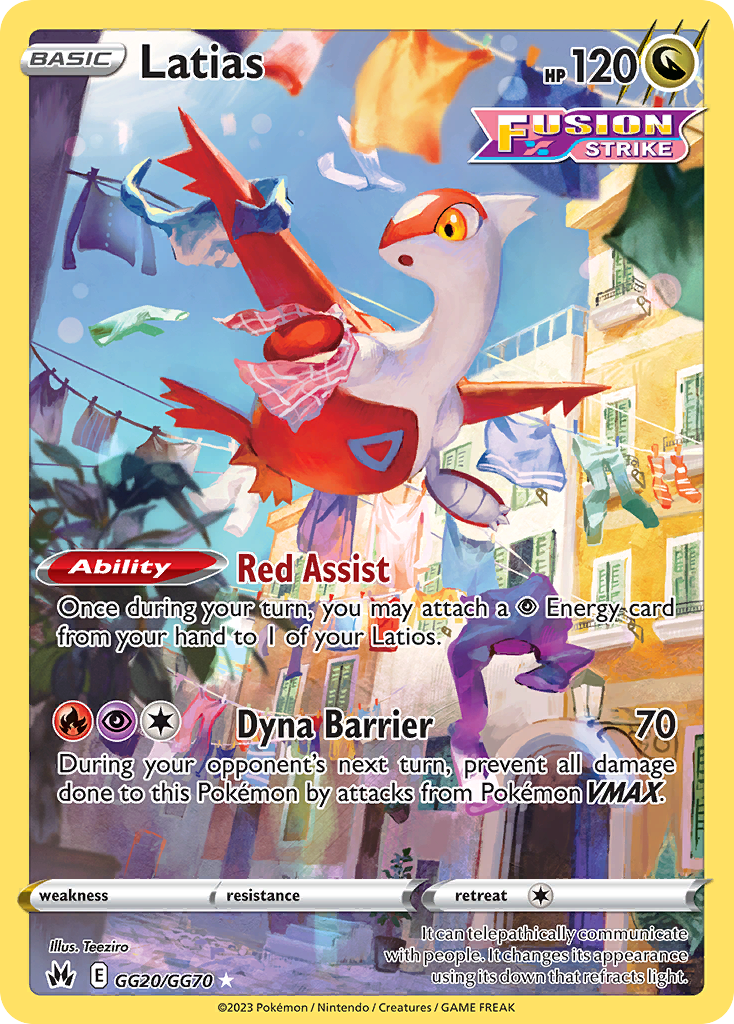 BASIC Latias HP 120
FUSION
STRIKE
Ability Red Assist
Once during your turn, you may attach a Energy card
from your hand to 1 of your Latios.
Dyna Barrier 70
During your opponent's next turn, prevent all damage
done to this Pokémon by attacks from Pokémon VMAX.
weakness resistance retreat
It can telepathically communicate
with people. It changes its appearance
using its down that refracts light.
Illus. Teeziro
E GG20/GG70
©2023 Pokémon / Nintendo / Creatures / GAME FREAK